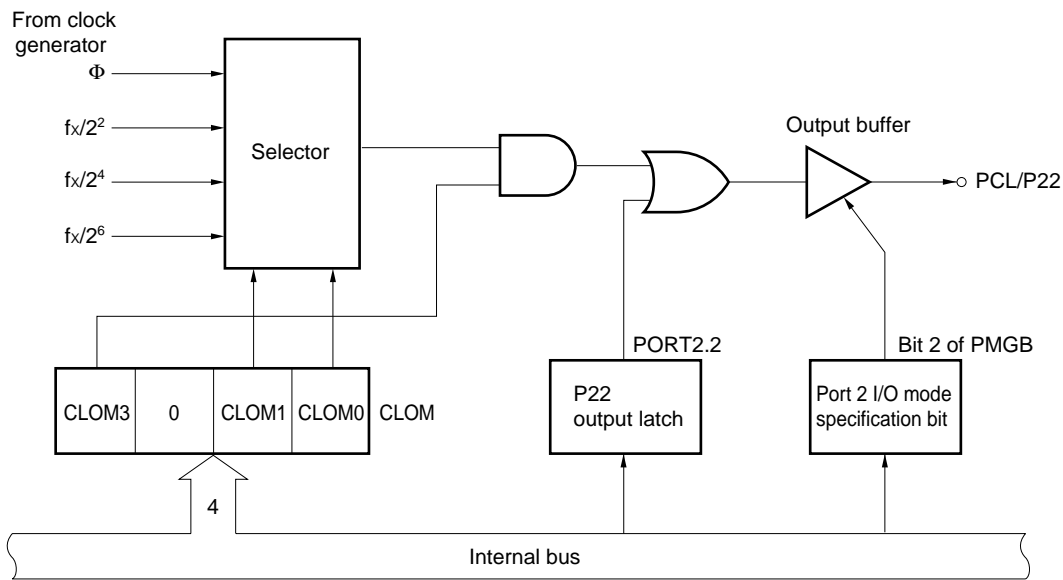 From clock
generator
Φ
fx/2²
fx/2⁴
fx/2⁶
Selector
Output buffer
PCL/P22
PORT2.2
Bit 2 of PMGB
CLOM3 0 CLOM1 CLOM0 CLOM
P22
output latch
Port 2 I/O mode
specification bit
4
Internal bus